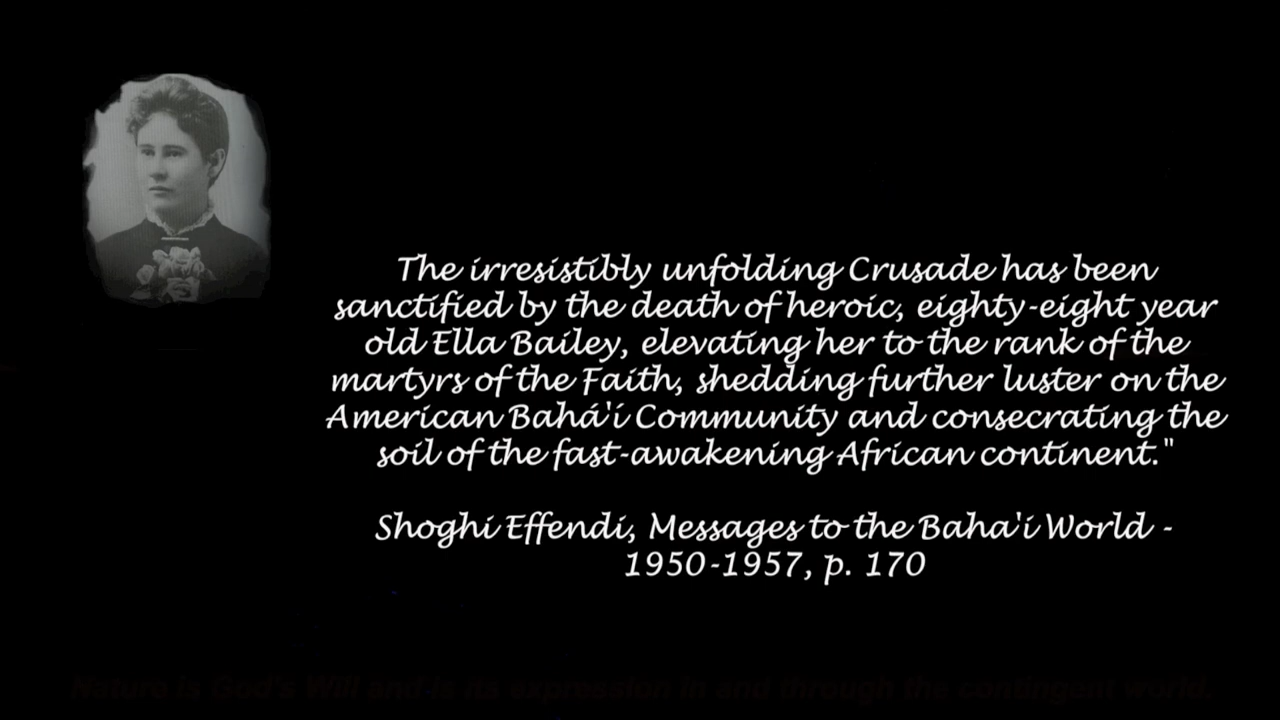 The irresistibly unfolding Crusade has been
sanctified by the death of heroic, eighty-eight year
old Ella Bailey, elevating her to the rank of the
martyrs of the Faith, shedding further luster on the
American Bahá'í Community and consecrating the
soil of the fast-awakening African continent."
Shoghi Effendi, Messages to the Baha'i World -
1950-1957, p. 170
Nature is God's Will and is its expression in and through the contingent world.